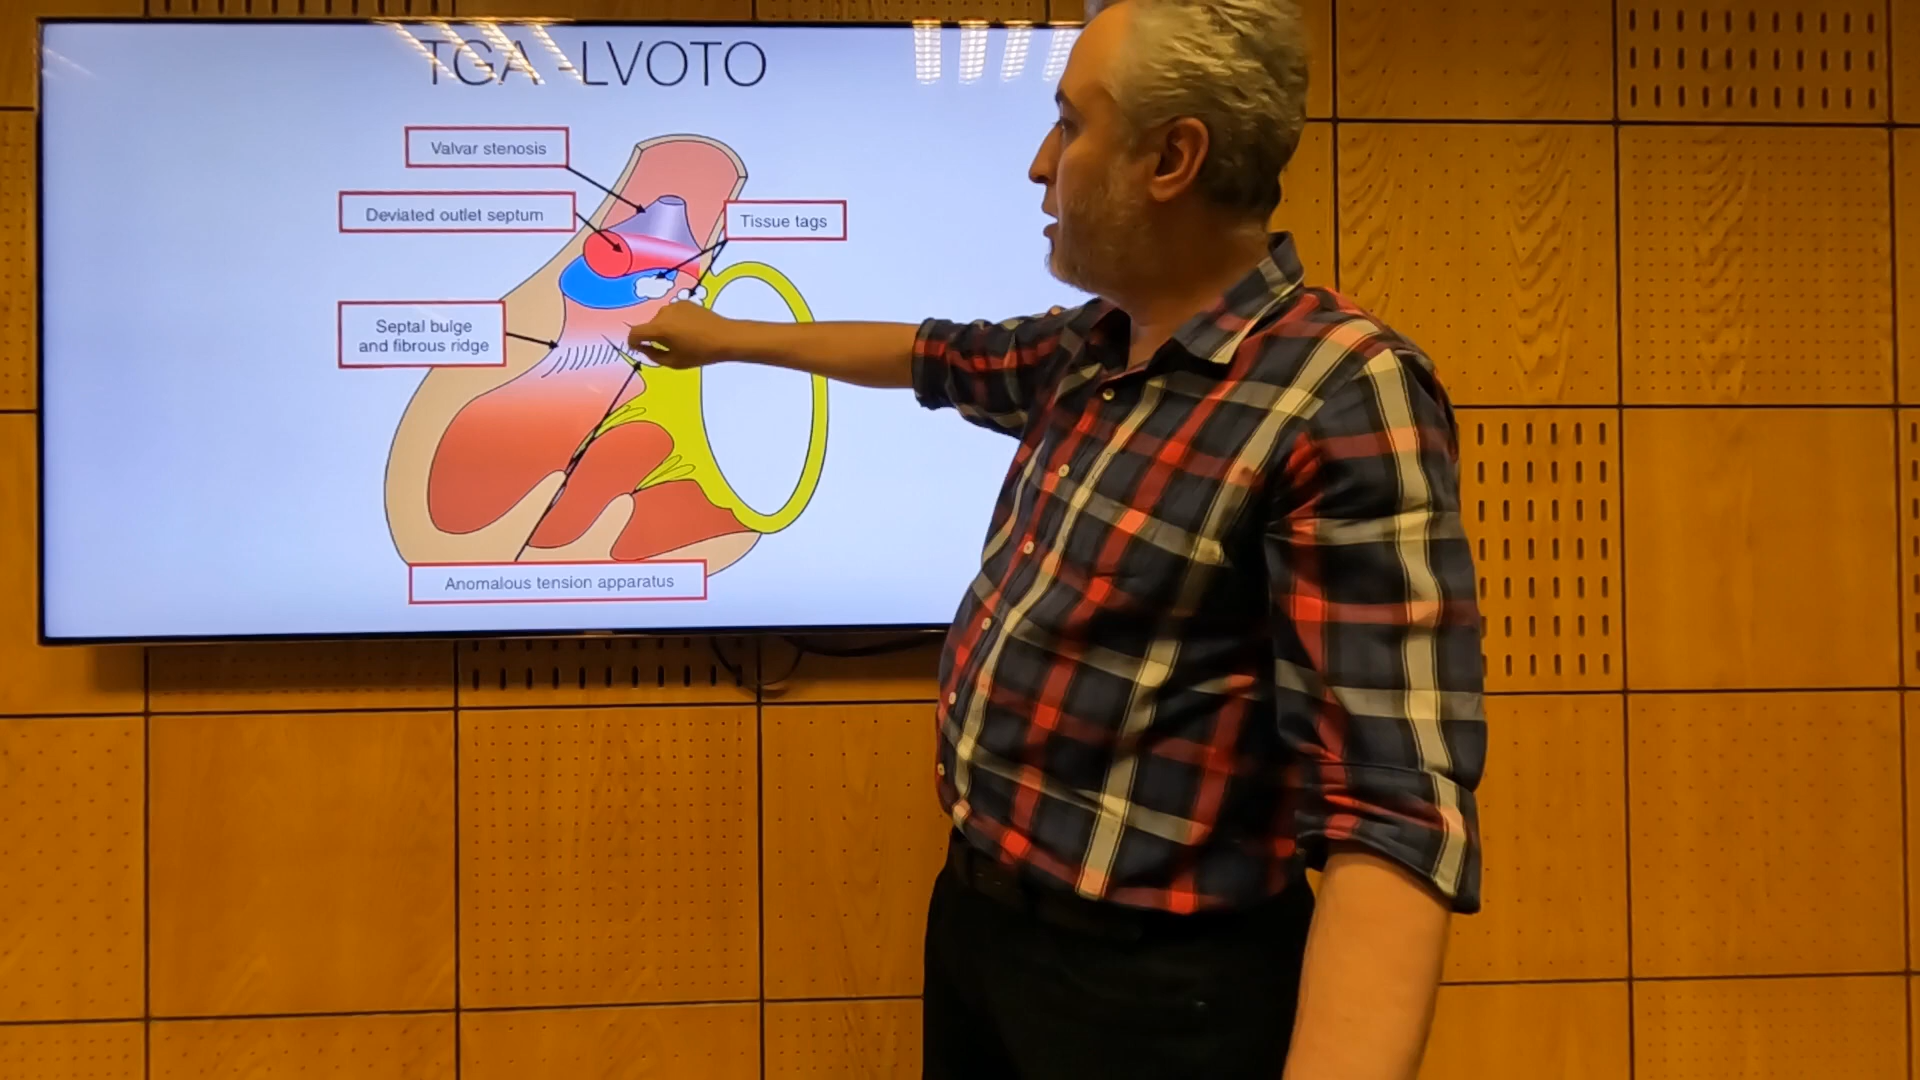 TGA -LVOTO
Valvar stenosis
Deviated outlet septum
Tissue tags
Septal bulge
and fibrous ridge
Anomalous tension apparatus